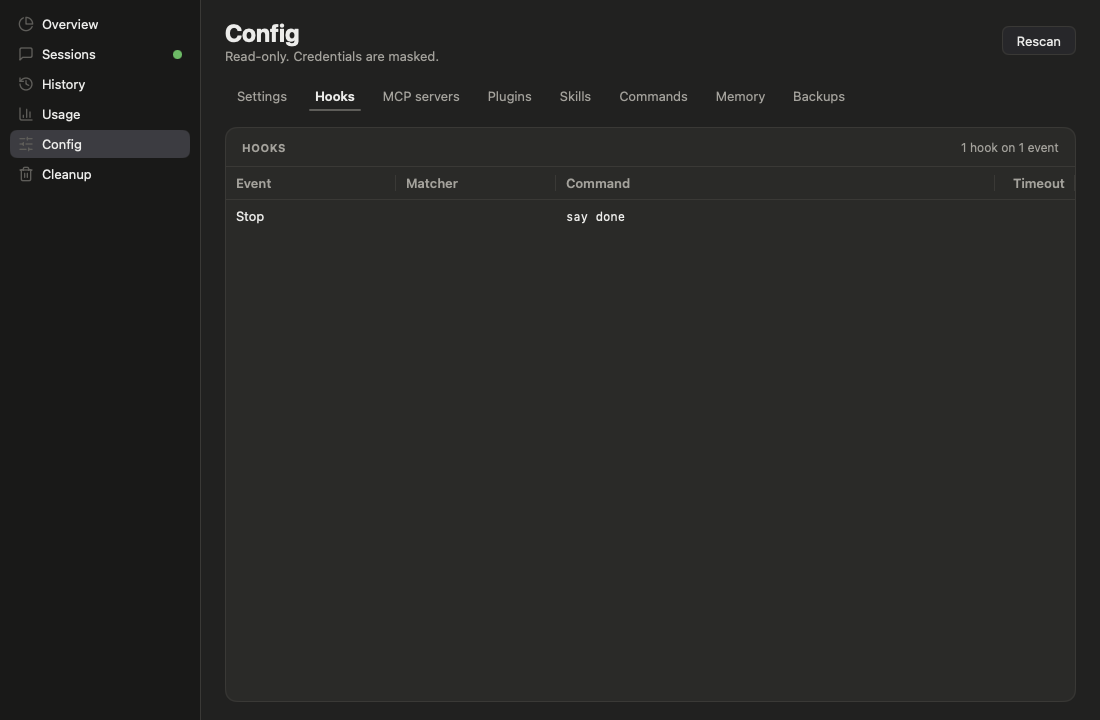 Overview
Sessions
History
Usage
Config
Cleanup
Config
Read-only. Credentials are masked.
Rescan
Settings Hooks MCP servers Plugins Skills Commands Memory Backups
HOOKS 1 hook on 1 event
Event Matcher Command Timeout
Stop say done